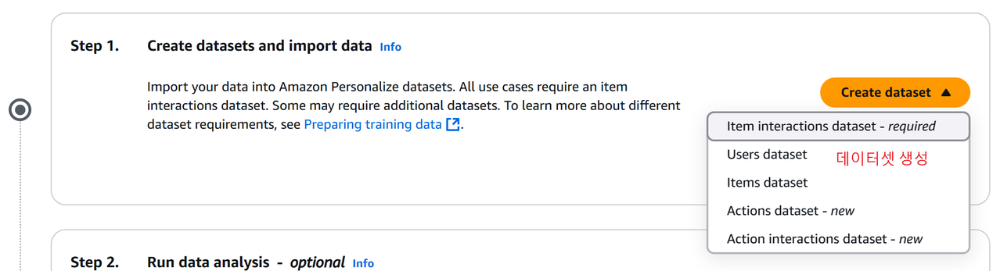 Step 1.
Create datasets and import data Info
Import your data into Amazon Personalize datasets. All use cases require an item
interactions dataset. Some may require additional datasets. To learn more about different
dataset requirements, see Preparing training data.
Create dataset
Item interactions dataset - required
Users dataset
데이터셋 생성
Items dataset
Actions dataset - new
Action interactions dataset - new
Step 2.
Run data analysis - optional Info